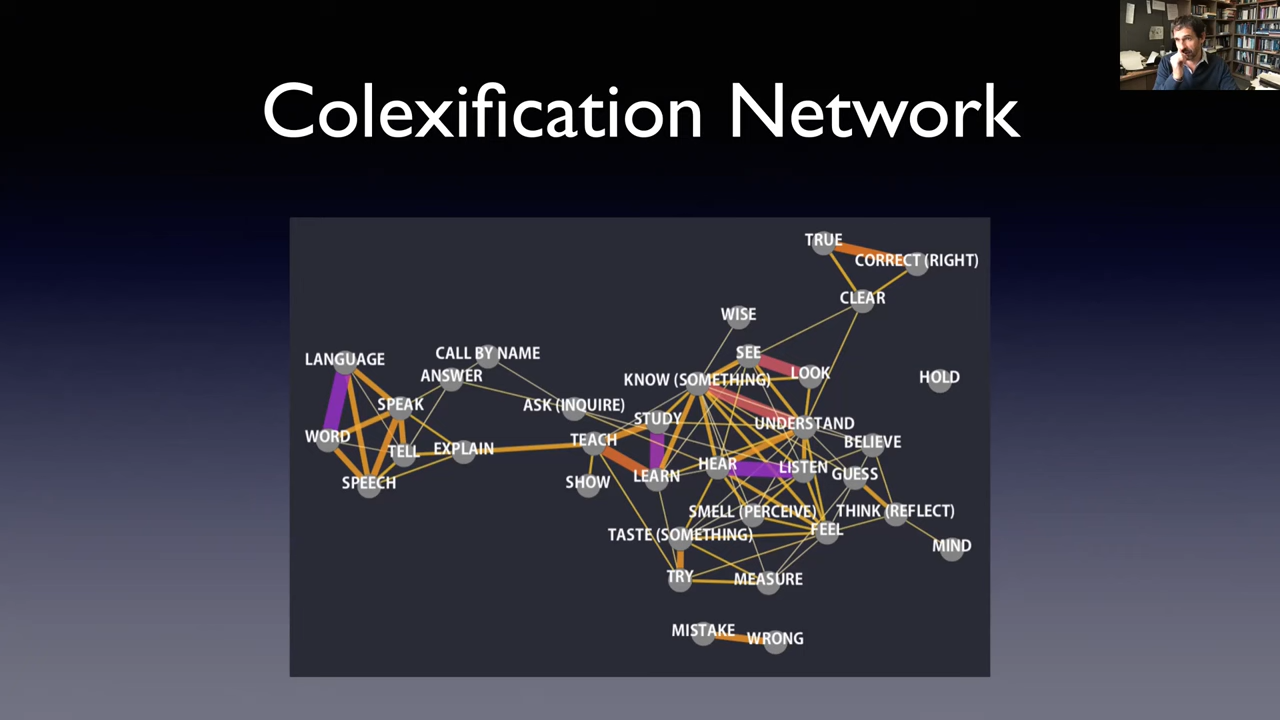 Colexification Network
TRUE
CORRECT (RIGHT)
CLEAR
WISE
SEE
LOOK
KNOW (SOMETHING)
HOLD
LANGUAGE
CALL BY NAME
ANSWER
SPEAK
ASK (INQUIRE)
STUDY
UNDERSTAND
WORD
TELL
EXPLAIN
TEACH
BELIEVE
SPEECH
SHOW
LEARN
HEAR
LISTEN
GUESS
SMELL (PERCEIVE)
THINK (REFLECT)
TASTE (SOMETHING)
FEEL
MIND
TRY
MEASURE
MISTAKE
WRONG